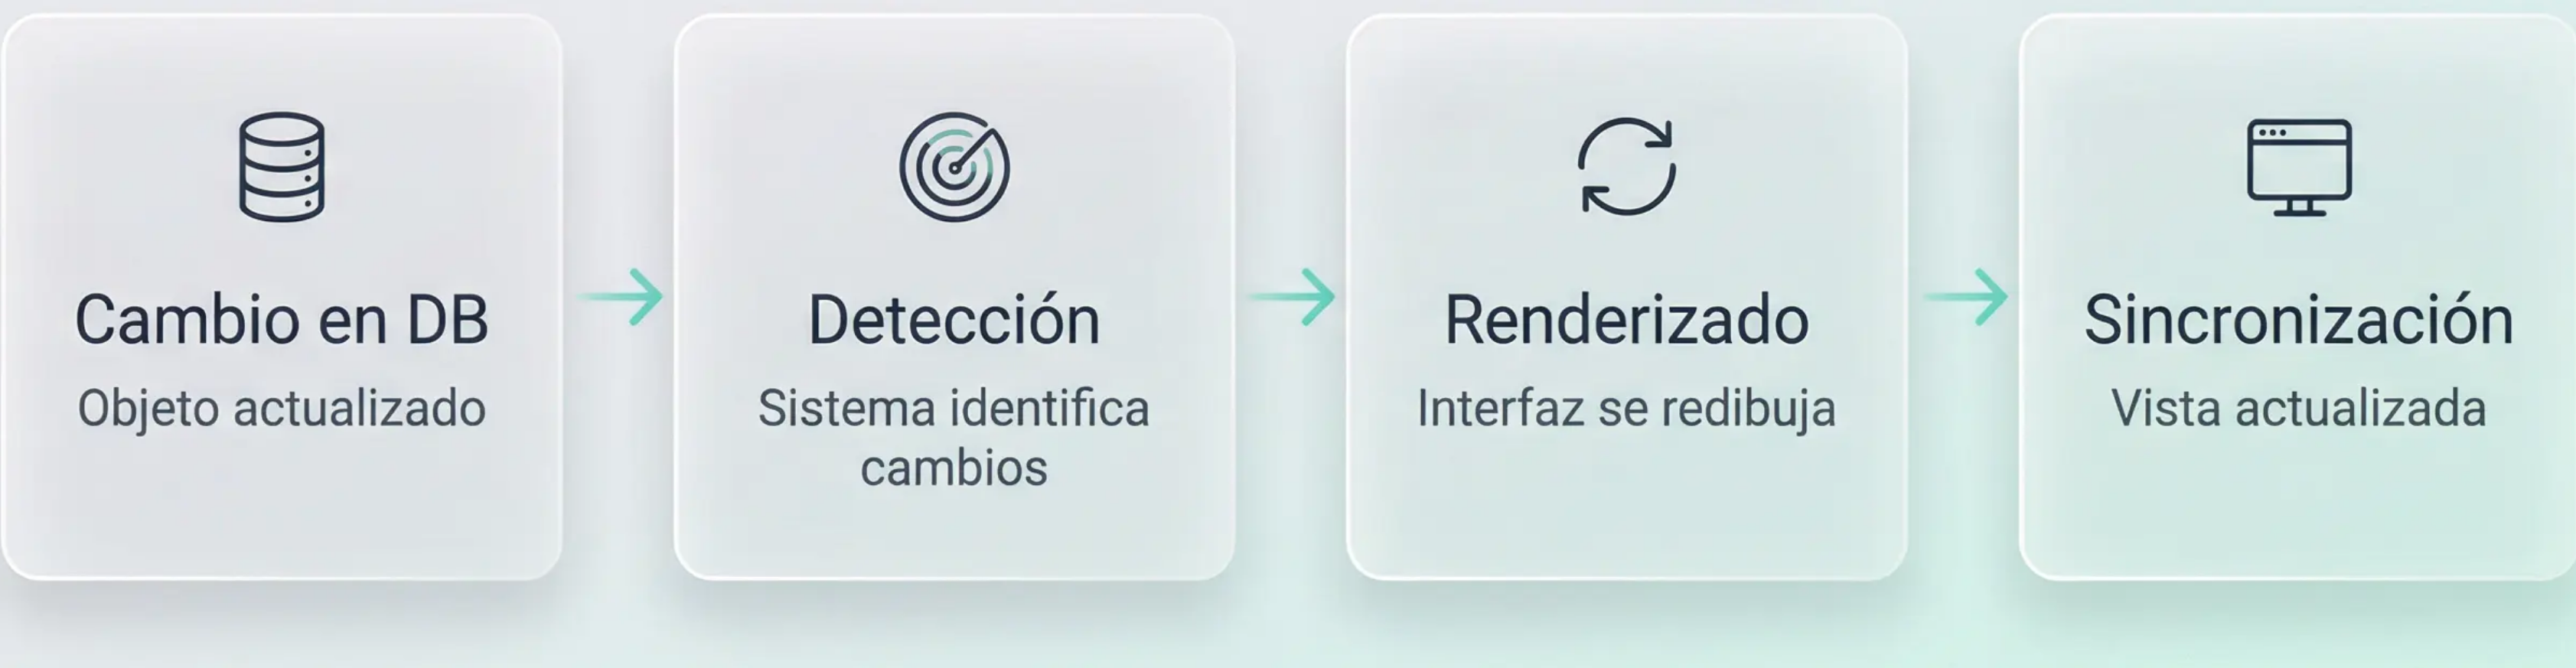 Cambio en DB
Objeto actualizado
Detección
Sistema identifica
cambios
Renderizado
Interfaz se redibuja
Sincronización
Vista actualizada